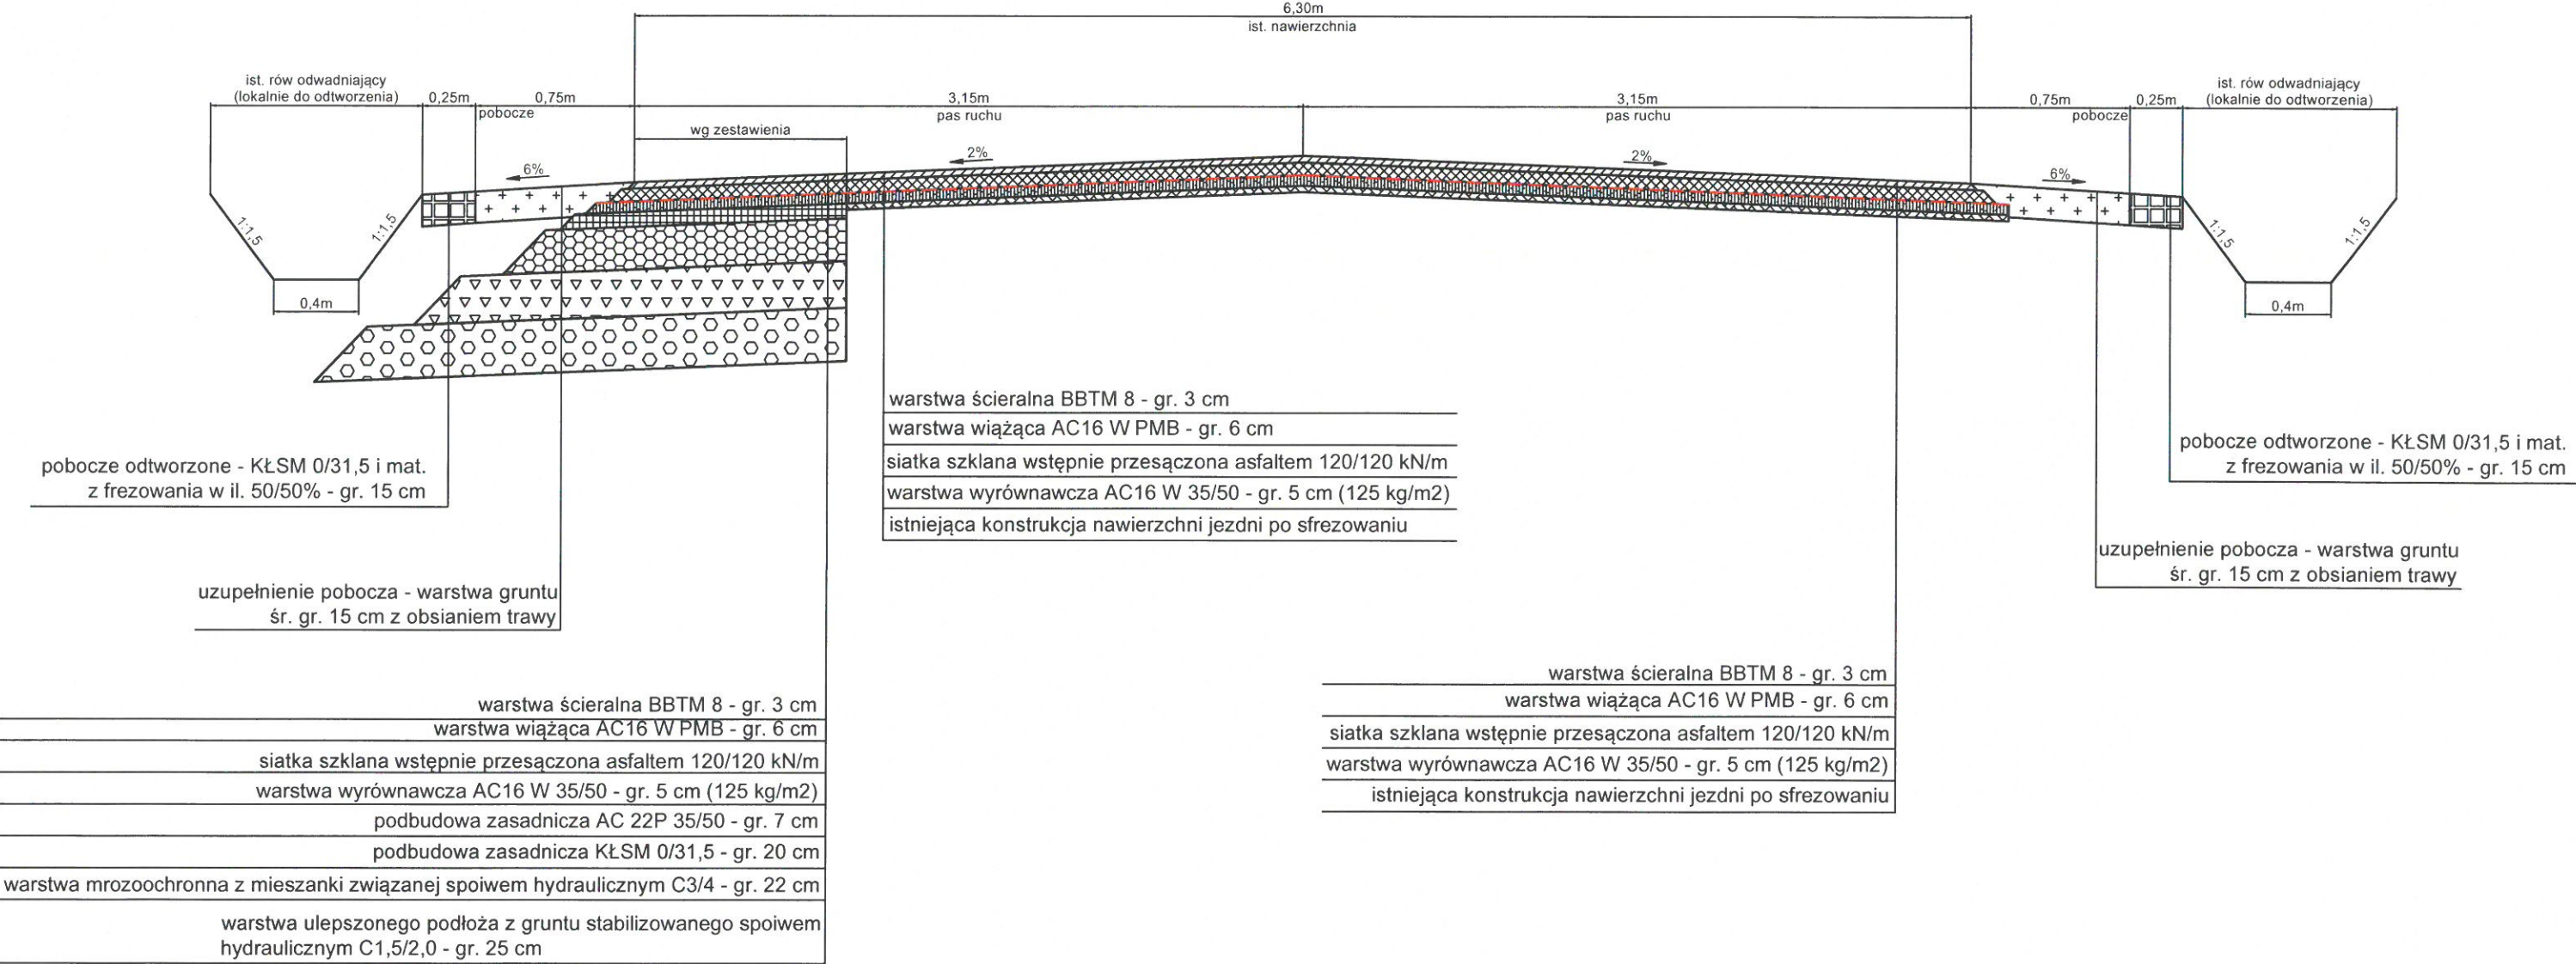 6,30m
ist. nawierzchnia
ist. rów odwadniający
(lokalnie do odtworzenia)
0,25m
0,75m
3,15m
3,15m
0,75m
0,25m
ist. rów odwadniający
(lokalnie do odtworzenia)
pobocze
pas ruchu
pas ruchu
pobocze
wg zestawienia
6%
2%
2%
6%
1:1,5
1:1,5
1:1,5
1:1,5
0,4m
0,4m
warstwa ścieralna BBTM 8 - gr. 3 cm
warstwa wiążąca AC16 W PMB - gr. 6 cm
siatka szklana wstępnie przesączona asfaltem 120/120 kN/m
warstwa wyrównawcza AC16 W 35/50 - gr. 5 cm (125 kg/m2)
istniejąca konstrukcja nawierzchni jezdni po sfrezowaniu
pobocze odtworzone - KŁSM 0/31,5 i mat.
z frezowania w il. 50/50% - gr. 15 cm
pobocze odtworzone - KŁSM 0/31,5 i mat.
z frezowania w il. 50/50% - gr. 15 cm
uzupełnienie pobocza - warstwa gruntu
śr. gr. 15 cm z obsianiem trawy
uzupełnienie pobocza - warstwa gruntu
śr. gr. 15 cm z obsianiem trawy
warstwa ścieralna BBTM 8 - gr. 3 cm
warstwa wiążąca AC16 W PMB - gr. 6 cm
siatka szklana wstępnie przesączona asfaltem 120/120 kN/m
warstwa wyrównawcza AC16 W 35/50 - gr. 5 cm (125 kg/m2)
podbudowa zasadnicza AC 22P 35/50 - gr. 7 cm
podbudowa zasadnicza KŁSM 0/31,5 - gr. 20 cm
warstwa mrozoochronna z mieszanki związanej spoiwem hydraulicznym C3/4 - gr. 22 cm
warstwa ulepszonego podłoża z gruntu stabilizowanego spoiwem
hydraulicznym C1,5/2,0 - gr. 25 cm
warstwa ścieralna BBTM 8 - gr. 3 cm
warstwa wiążąca AC16 W PMB - gr. 6 cm
siatka szklana wstępnie przesączona asfaltem 120/120 kN/m
warstwa wyrównawcza AC16 W 35/50 - gr. 5 cm (125 kg/m2)
istniejąca konstrukcja nawierzchni jezdni po sfrezowaniu